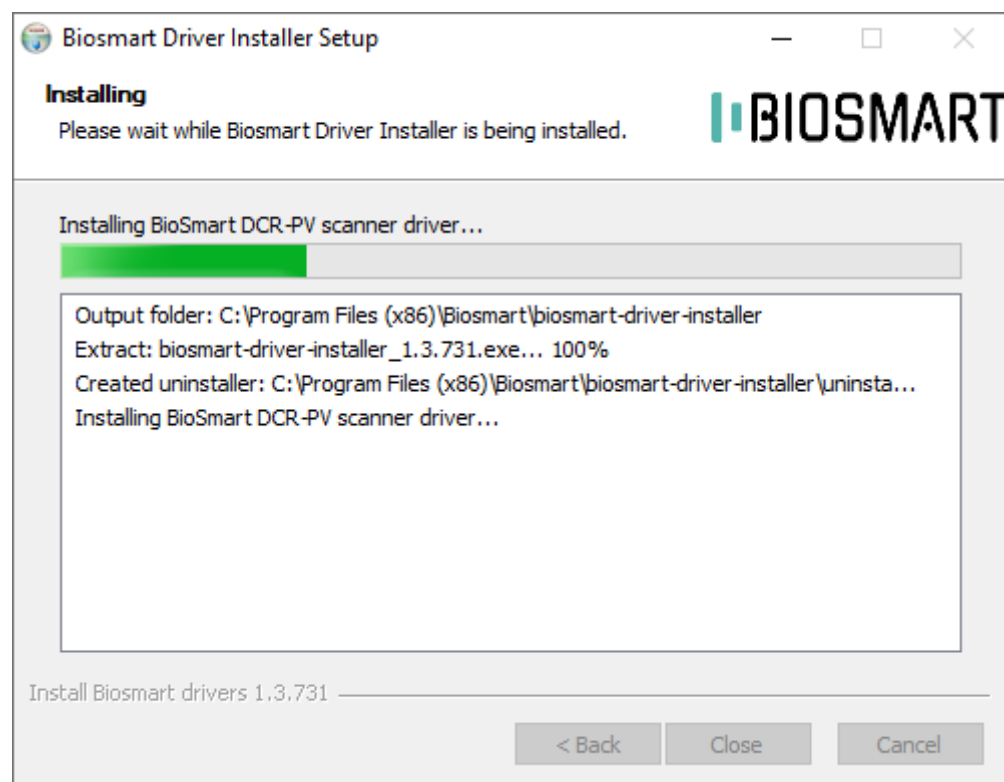 Biosmart Driver Installer Setup
Installing
Please wait while Biosmart Driver Installer is being installed.
BIOSMART
Installing BioSmart DCR-PV scanner driver...
Output folder: C:\Program Files (x86)\Biosmart\biosmart-driver-installer
Extract: biosmart-driver-installer_1.3.731.exe... 100%
Created uninstaller: C:\Program Files (x86)\Biosmart\biosmart-driver-installer\uninsta...
Installing BioSmart DCR-PV scanner driver...
Install Biosmart drivers 1.3.731
< Back Close Cancel